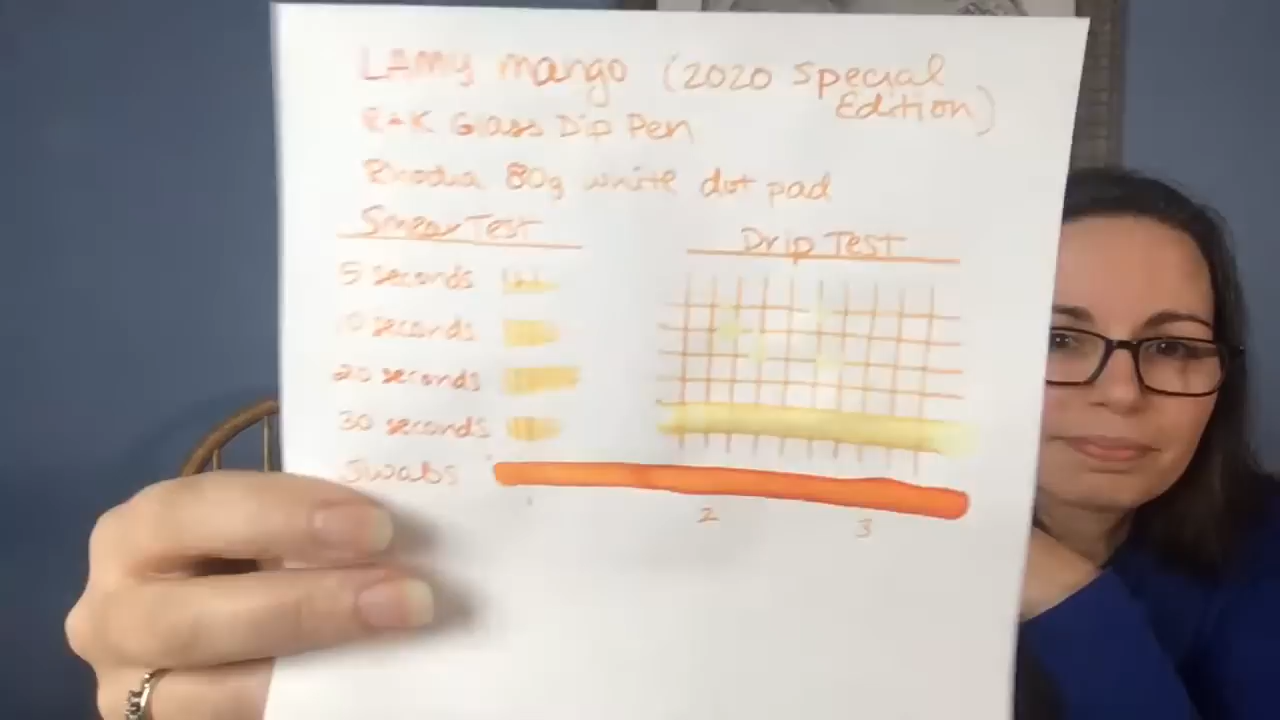 LAMY mango (2020 Special
Edition)
R+K Glass Dip Pen
Rhodia 80g white dot pad
Smear Test
Drip Test
5 seconds
10 seconds
20 seconds
30 seconds
Swabs
1 2 3